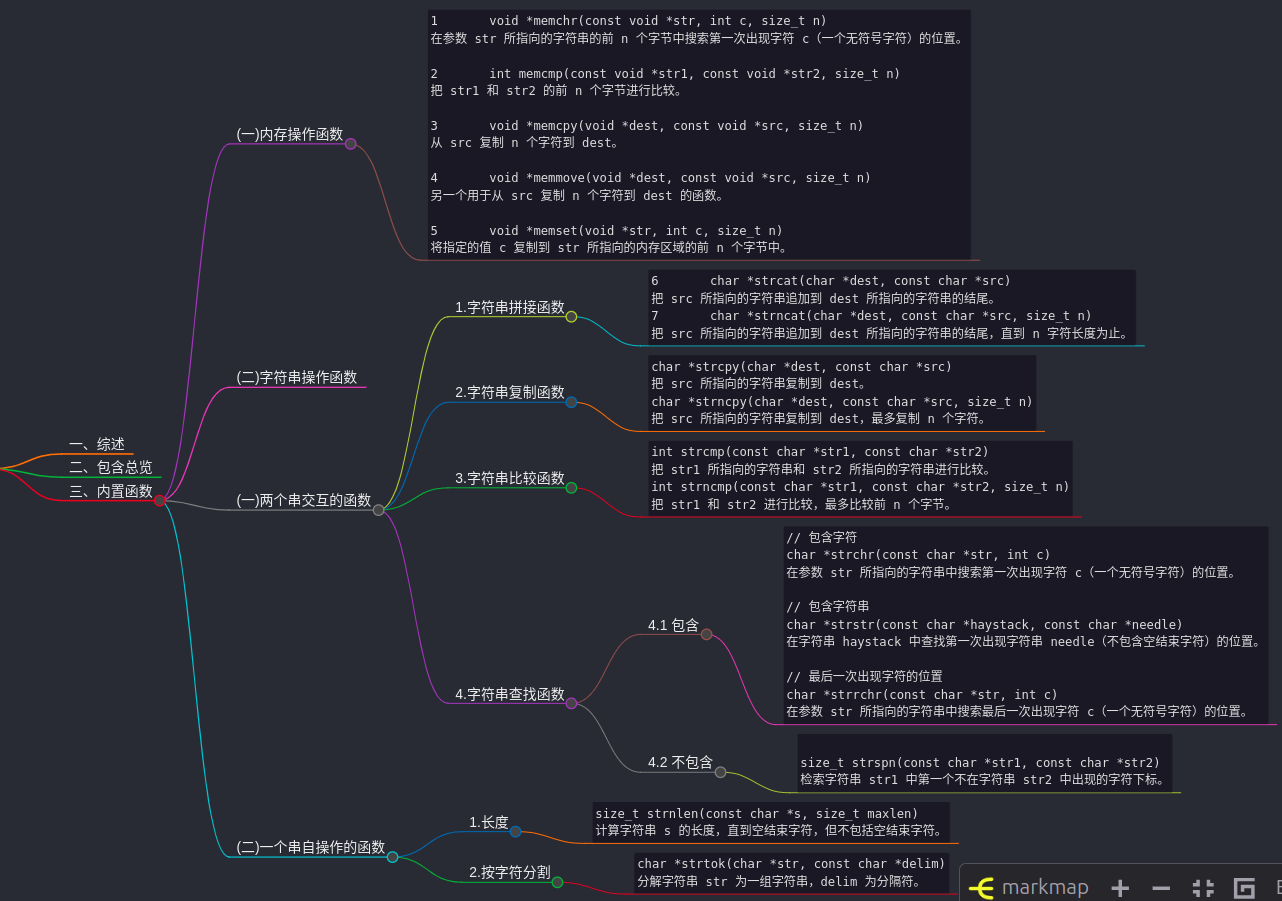 一、综述
二、包含总览
三、内置函数
(一)内存操作函数
1       void *memchr(const void *str, int c, size_t n)
在参数 str 所指向的字符串的前 n 个字节中搜索第一次出现字符 c（一个无符号字符）的位置。
2       int memcmp(const void *str1, const void *str2, size_t n)
把 str1 和 str2 的前 n 个字节进行比较。
3       void *memcpy(void *dest, const void *src, size_t n)
从 src 复制 n 个字符到 dest。
4       void *memmove(void *dest, const void *src, size_t n)
另一个用于从 src 复制 n 个字符到 dest 的函数。
5       void *memset(void *str, int c, size_t n)
将指定的值 c 复制到 str 所指向的内存区域的前 n 个字节中。
(二)字符串操作函数
(一)两个串交互的函数
1.字符串拼接函数
6       char *strcat(char *dest, const char *src)
把 src 所指向的字符串追加到 dest 所指向的字符串的结尾。
7       char *strncat(char *dest, const char *src, size_t n)
把 src 所指向的字符串追加到 dest 所指向的字符串的结尾，直到 n 字符长度为止。
2.字符串复制函数
char *strcpy(char *dest, const char *src)
把 src 所指向的字符串复制到 dest。
char *strncpy(char *dest, const char *src, size_t n)
把 src 所指向的字符串复制到 dest，最多复制 n 个字符。
3.字符串比较函数
int strcmp(const char *str1, const char *str2)
把 str1 所指向的字符串和 str2 所指向的字符串进行比较。
int strncmp(const char *str1, const char *str2, size_t n)
把 str1 和 str2 进行比较，最多比较前 n 个字节。
4.字符串查找函数
4.1 包含
// 包含字符
char *strchr(const char *str, int c)
在参数 str 所指向的字符串中搜索第一次出现字符 c（一个无符号字符）的位置。
// 包含字符串
char *strstr(const char *haystack, const char *needle)
在字符串 haystack 中查找第一次出现字符串 needle（不包含空结束字符）的位置。
// 最后一次出现字符的位置
char *strrchr(const char *str, int c)
在参数 str 所指向的字符串中搜索最后一次出现字符 c（一个无符号字符）的位置。
4.2 不包含
size_t strspn(const char *str1, const char *str2)
检索字符串 str1 中第一个不在字符串 str2 中出现的字符下标。
(二)一个串自操作的函数
1.长度
size_t strnlen(const char *s, size_t maxlen)
计算字符串 s 的长度，直到空结束字符，但不包括空结束字符。
2.按字符分割
char *strtok(char *str, const char *delim)
分解字符串 str 为一组字符串，delim 为分隔符。
markmap